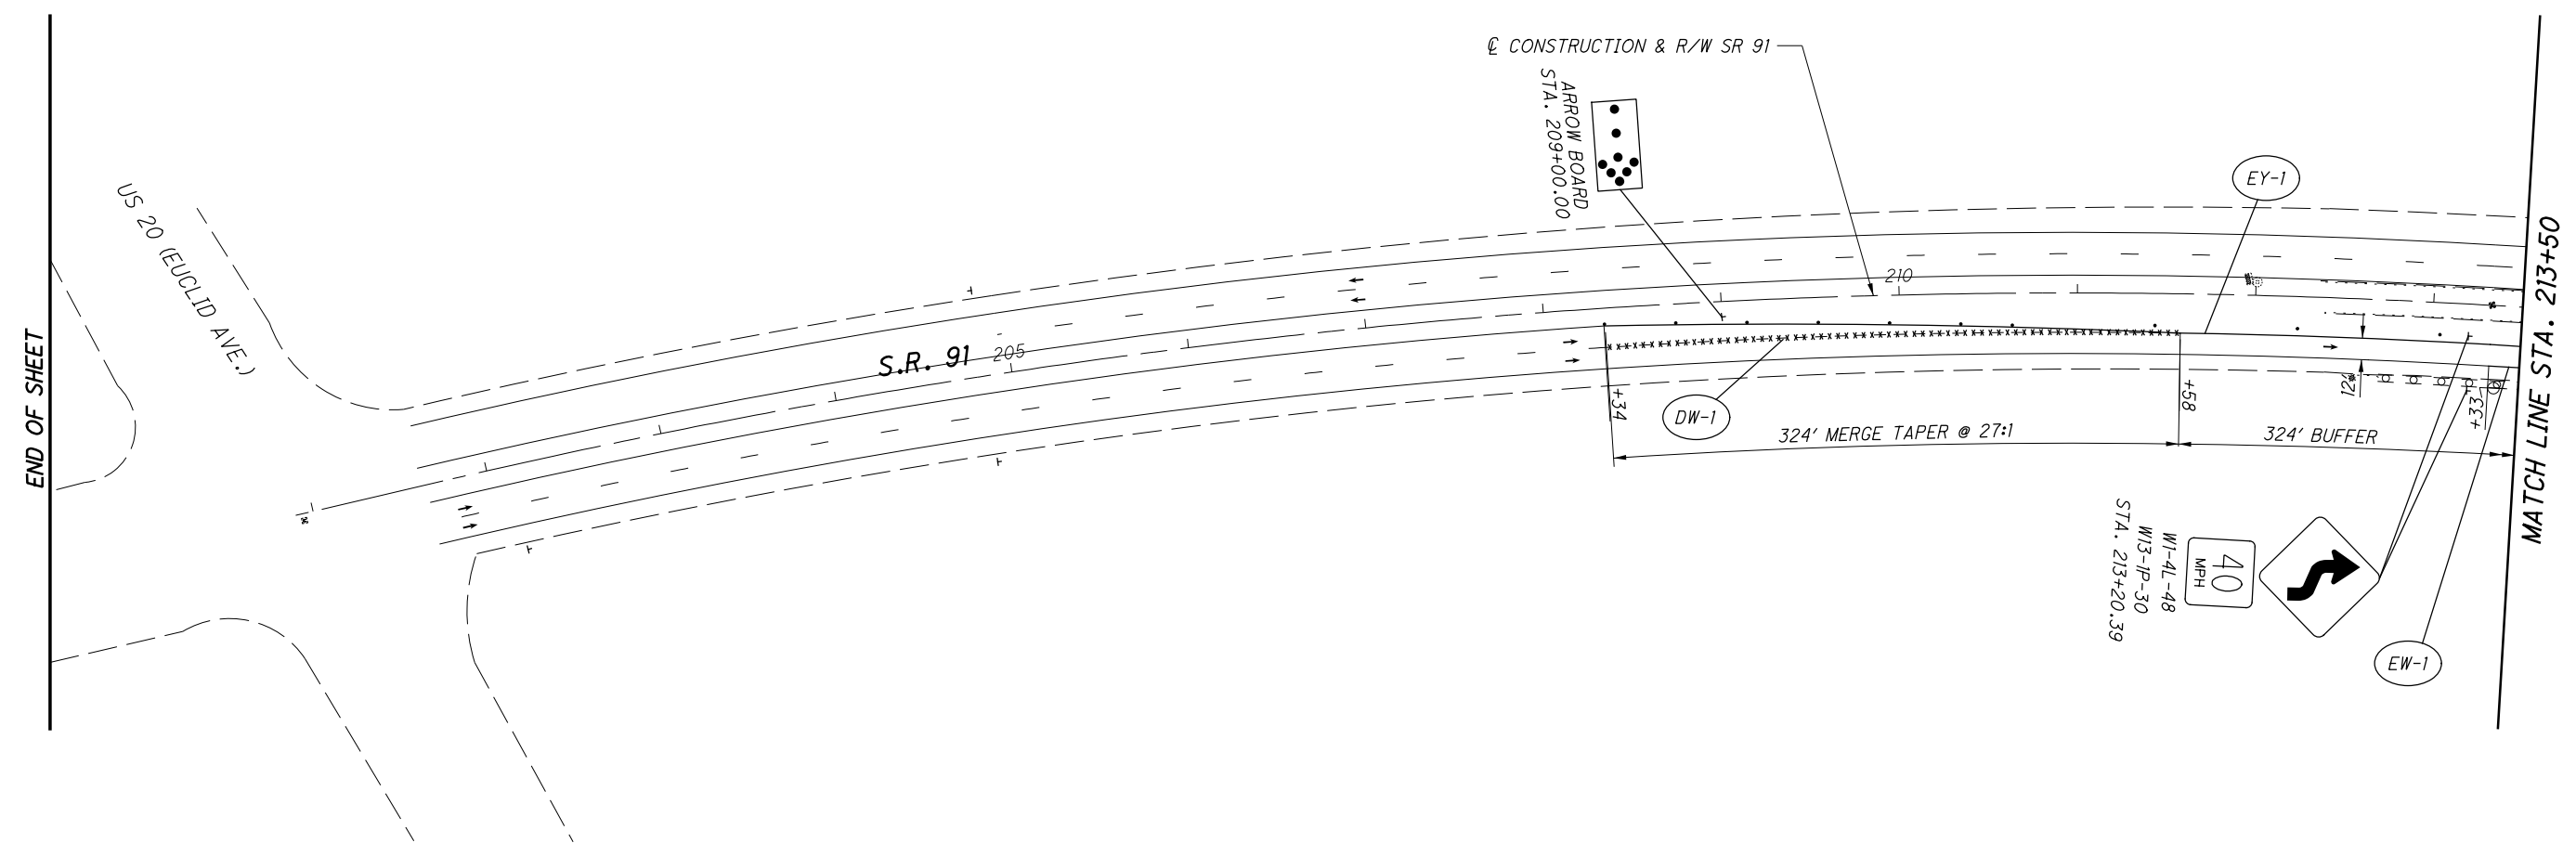 END OF SHEET
US 20 (EUCLID AVE.)
S.R. 91
205
℄ CONSTRUCTION & R/W SR 91
ARROW BOARD
STA. 209+00.00
210
EY-1
DW-1
+34
+58
12'
+33
324' MERGE TAPER @ 27:1
324' BUFFER
W1-4L-48
W13-1P-30
STA. 213+20.39
40
MPH
EW-1
MATCH LINE STA. 213+50